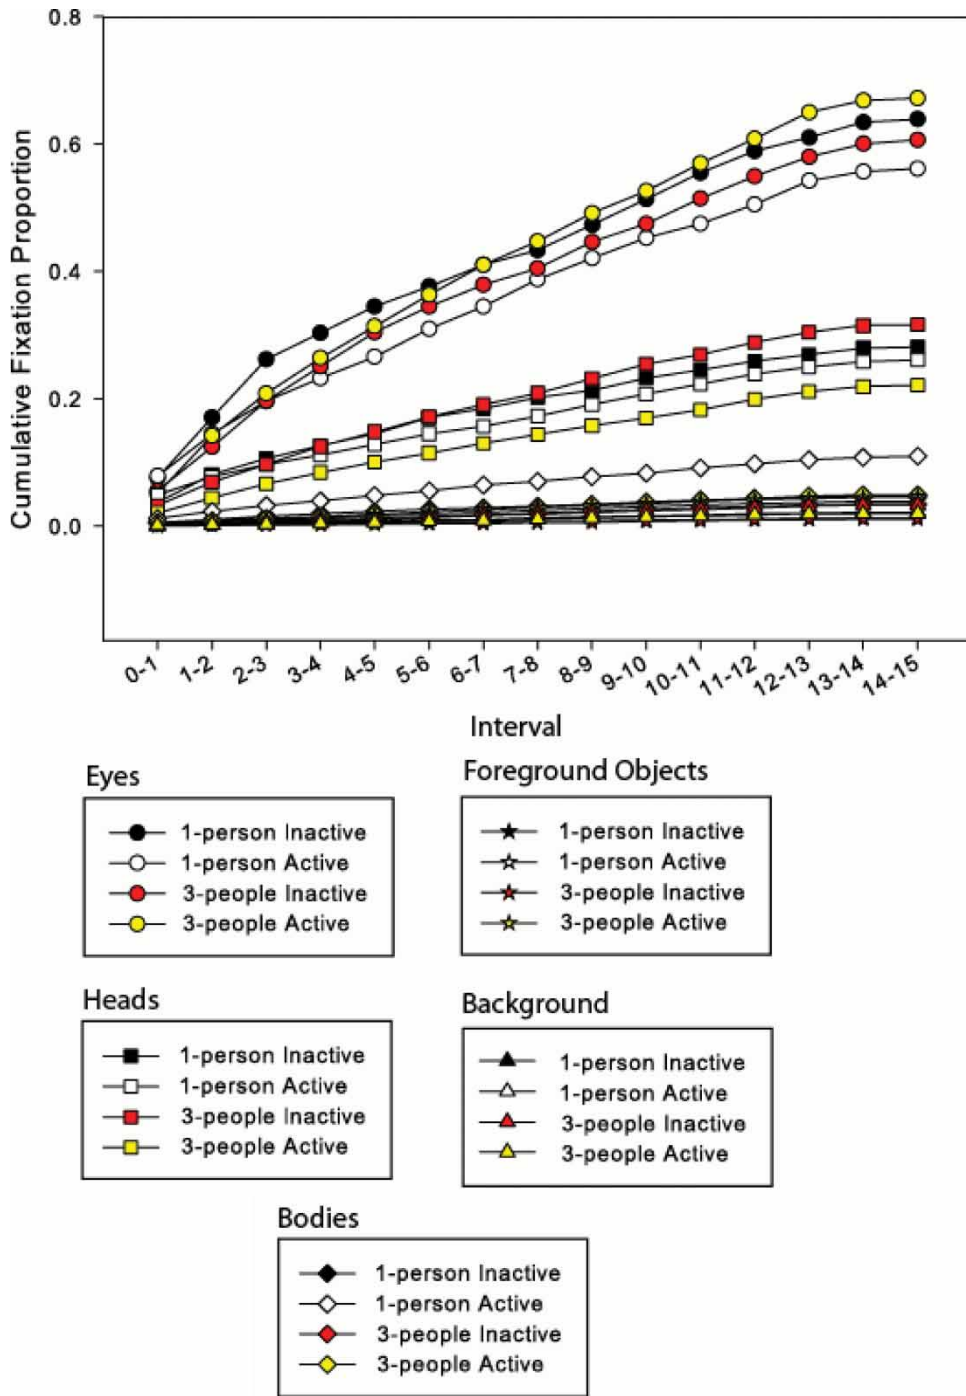 0.8
0.6
0.4
0.2
0.0
Cumulative Fixation Proportion
0-1 1-2 2-3 3-4 4-5 5-6 6-7 7-8 8-9 9-10 10-11 11-12 12-13 13-14 14-15
Interval
Eyes
1-person Inactive
1-person Active
3-people Inactive
3-people Active
Foreground Objects
1-person Inactive
1-person Active
3-people Inactive
3-people Active
Heads
1-person Inactive
1-person Active
3-people Inactive
3-people Active
Background
1-person Inactive
1-person Active
3-people Inactive
3-people Active
Bodies
1-person Inactive
1-person Active
3-people Inactive
3-people Active